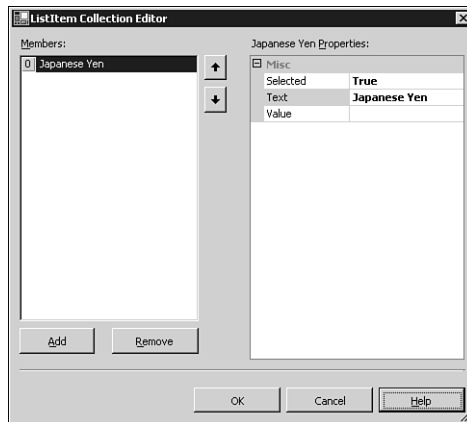 ListItem Collection Editor
Members:
0 Japanese Yen
Add
Remove
Japanese Yen Properties:
Misc
Selected True
Text Japanese Yen
Value
OK
Cancel
Help